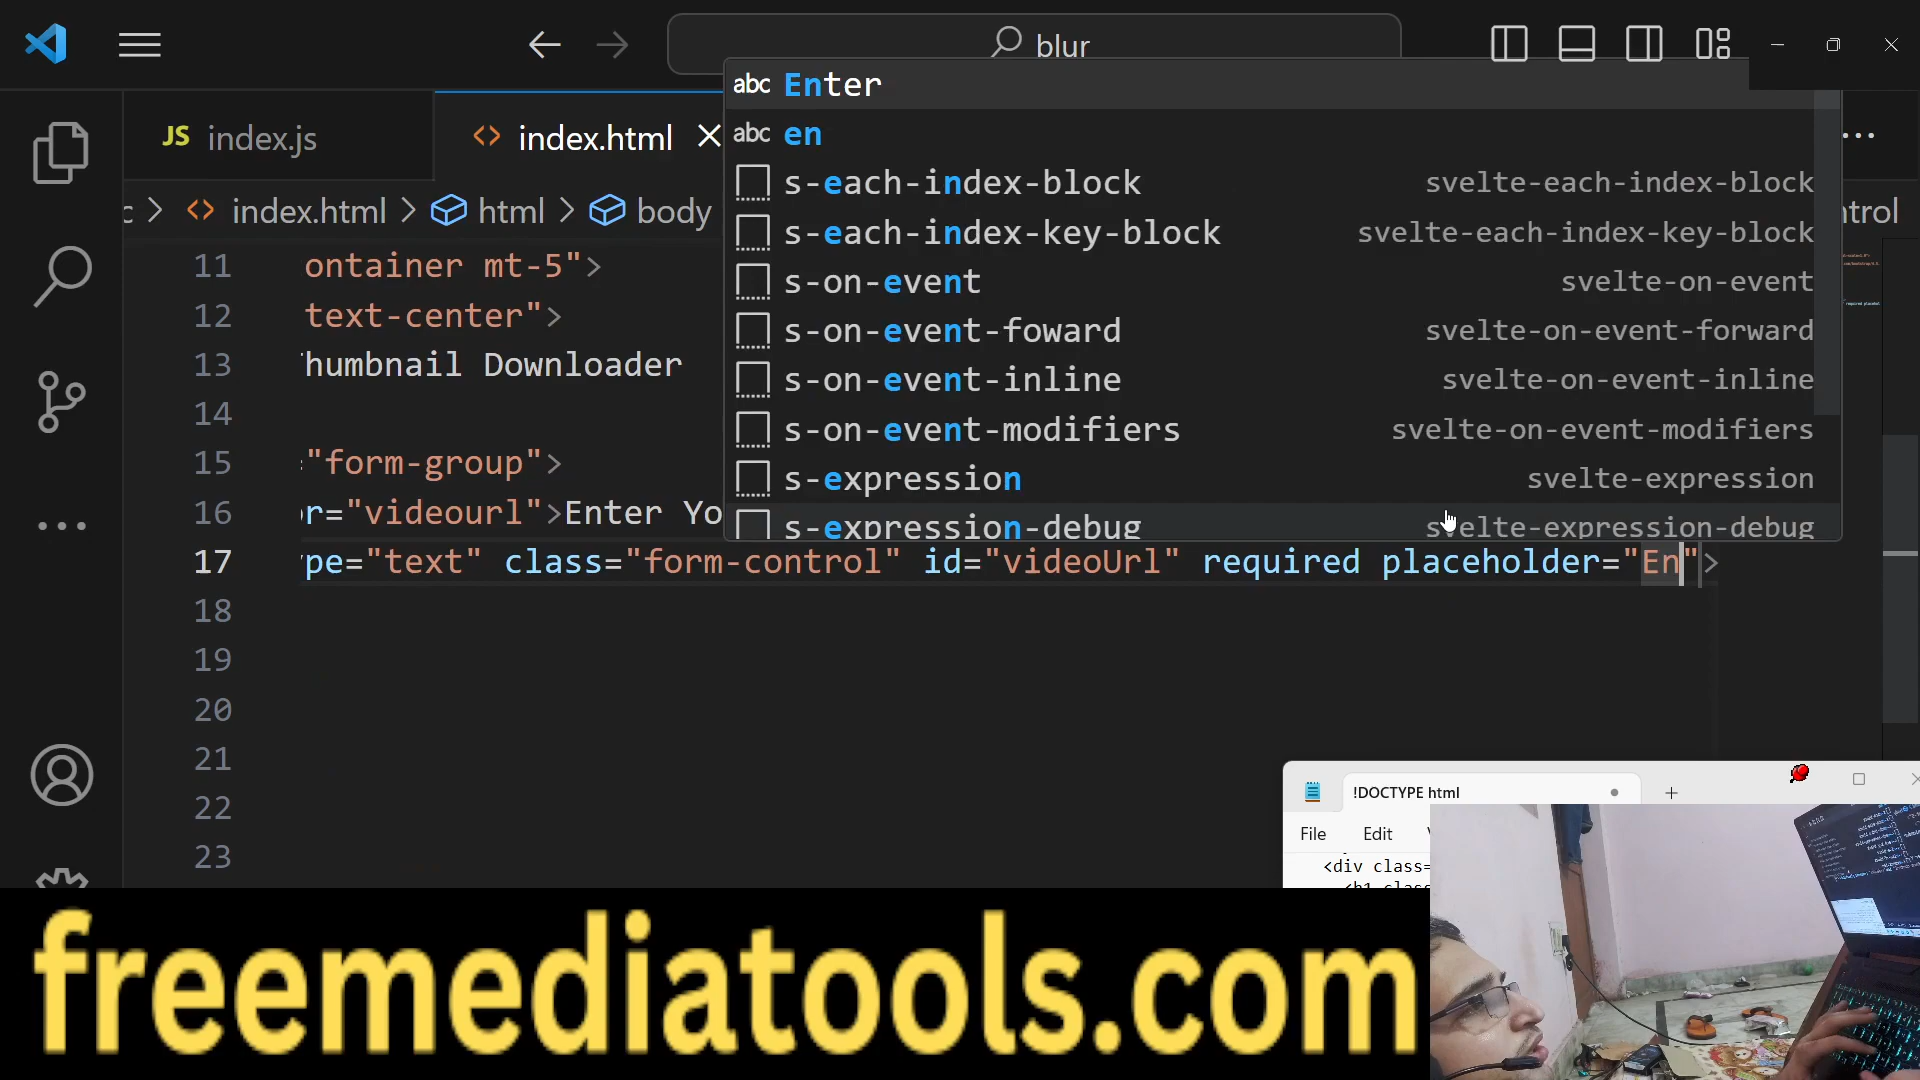 blur
JS index.js
index.html
c > index.html > html > body
ntrol
abc Enter
abc en
s-each-index-block svelte-each-index-block
s-each-index-key-block svelte-each-index-key-block
s-on-event svelte-on-event
s-on-event-foward svelte-on-event-forward
s-on-event-inline svelte-on-event-inline
s-on-event-modifiers svelte-on-event-modifiers
s-expression svelte-expression
s-expression-debug svelte-expression-debug
11 ontainer mt-5">
12 text-center">
13 humbnail Downloader
14
15 ="form-group">
16 r="videourl">Enter Yo
17 pe="text" class="form-control" id="videoUrl" required placeholder="En">
18
19
20
21
22
23
!DOCTYPE html
File Edit
<div class=
<h1 class
freemediatools.com